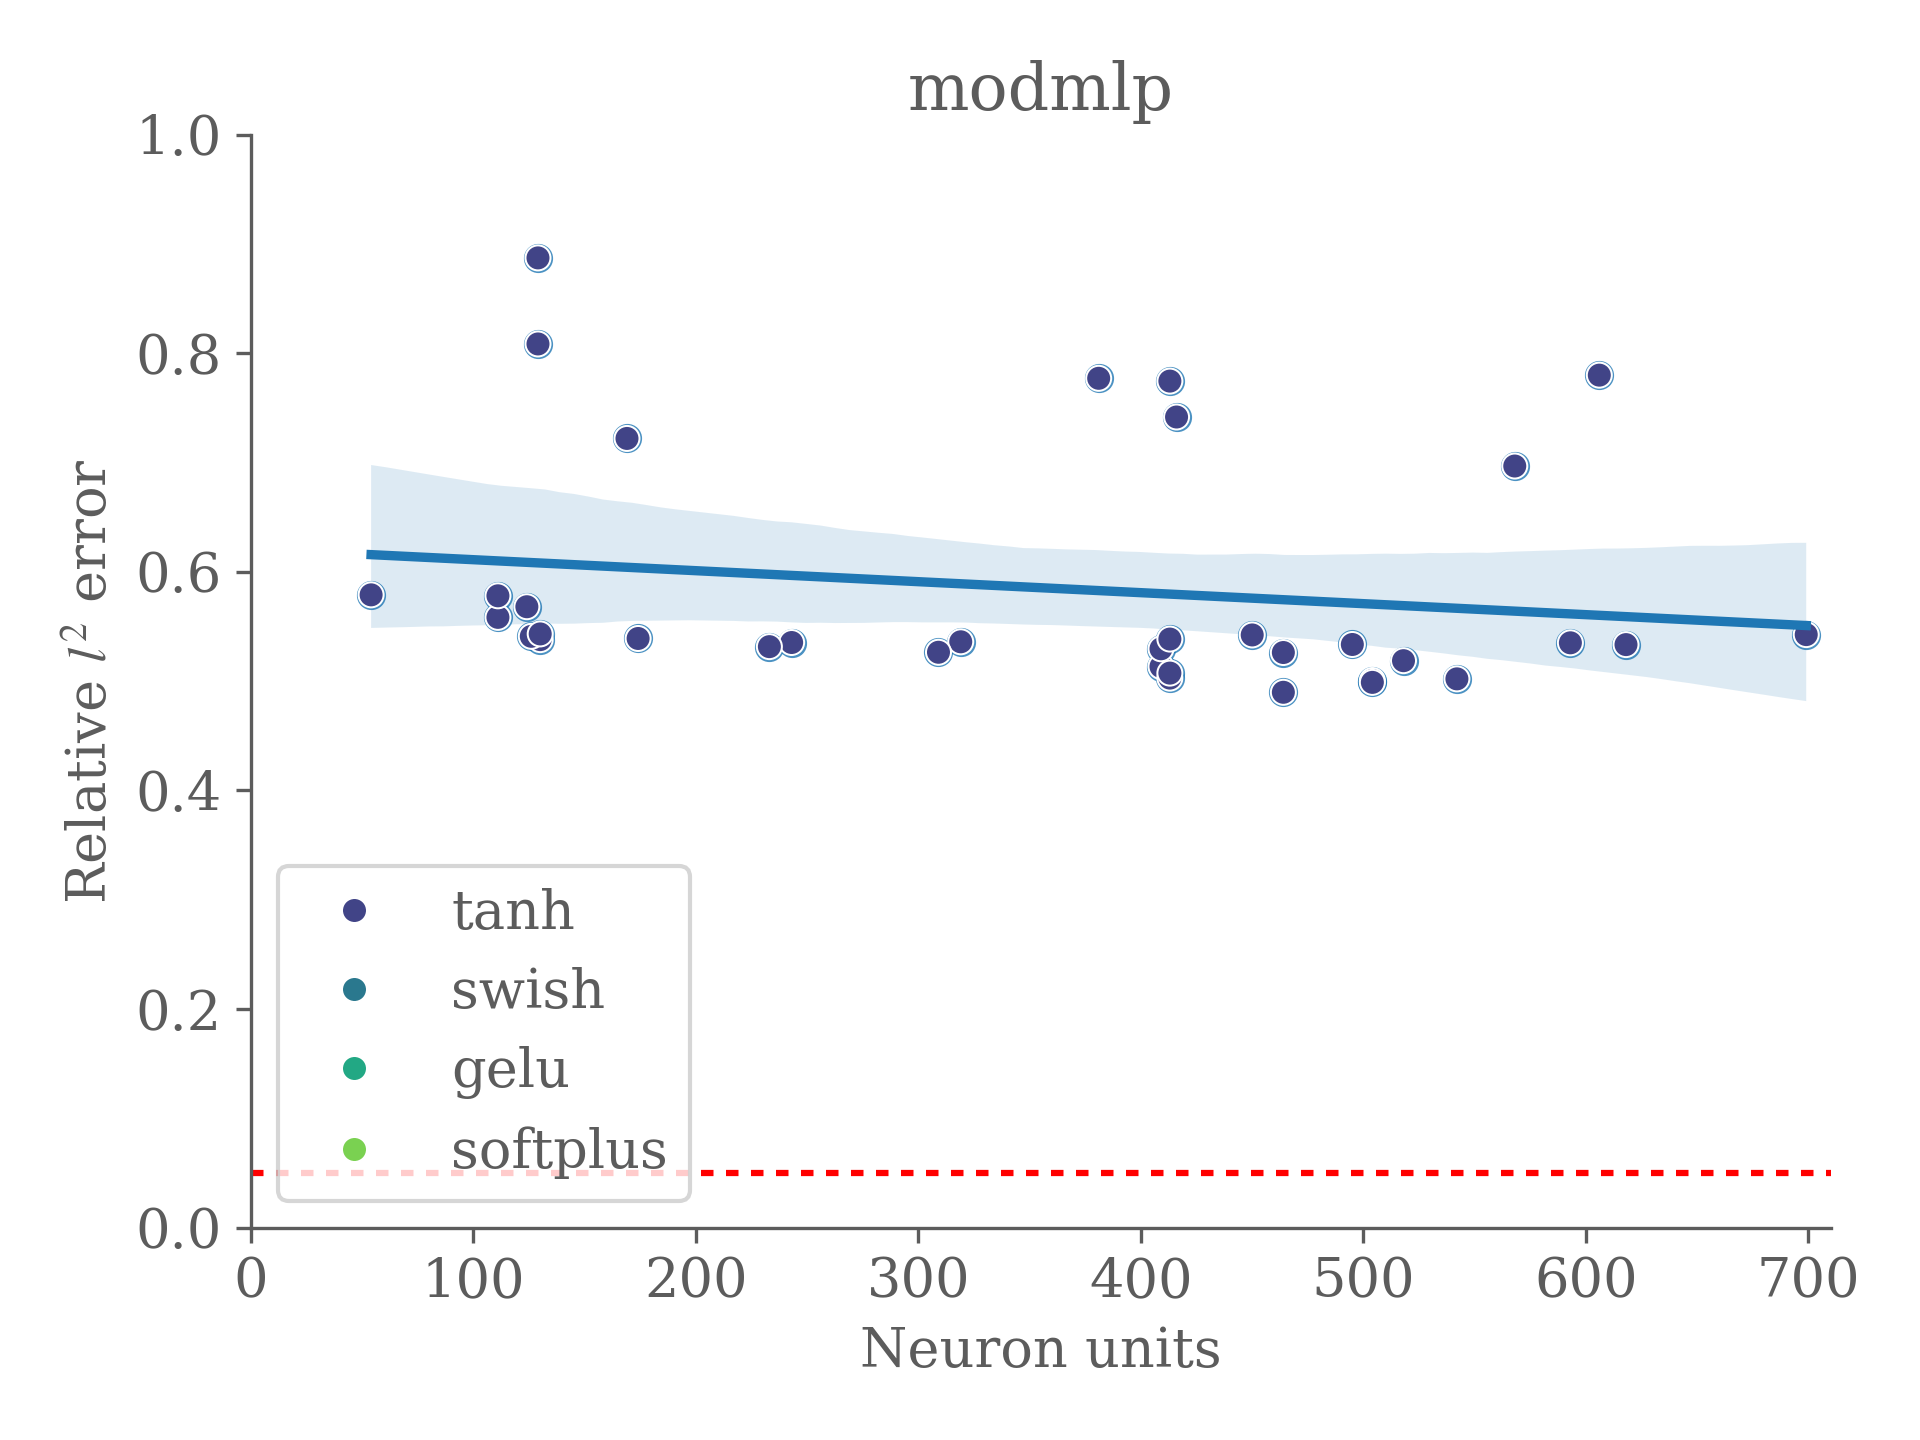 modmlp
1.0
0.8
0.6
0.4
0.2
0.0
Relative l² error
tanh
swish
gelu
softplus
0 100 200 300 400 500 600 700
Neuron units